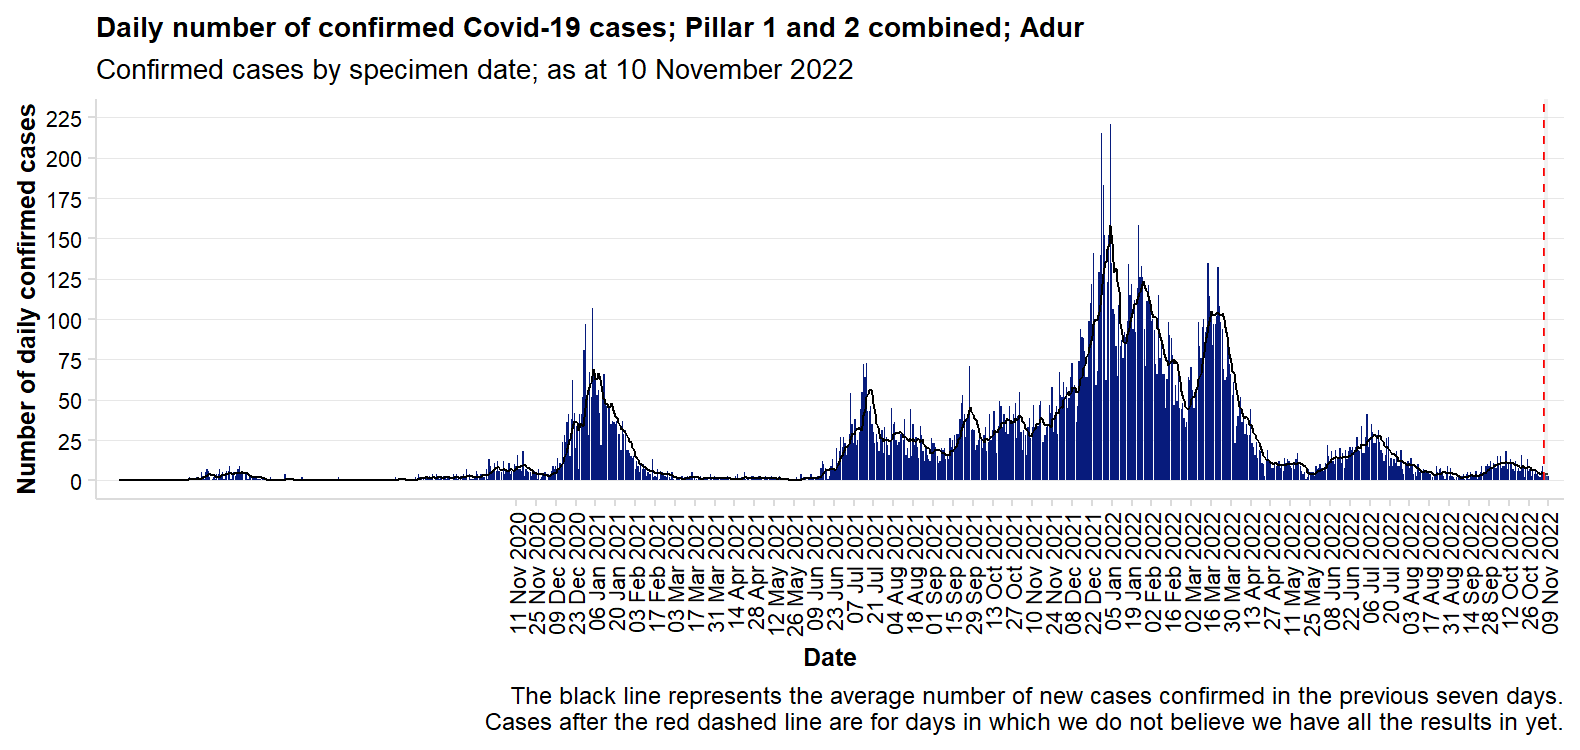 Daily number of confirmed Covid-19 cases; Pillar 1 and 2 combined; Adur
Confirmed cases by specimen date; as at 10 November 2022
Number of daily confirmed cases
225
200
175
150
125
100
75
50
25
0
11 Nov 2020
25 Nov 2020
09 Dec 2020
23 Dec 2020
06 Jan 2021
20 Jan 2021
03 Feb 2021
17 Feb 2021
03 Mar 2021
17 Mar 2021
31 Mar 2021
14 Apr 2021
28 Apr 2021
12 May 2021
26 May 2021
09 Jun 2021
23 Jun 2021
07 Jul 2021
21 Jul 2021
04 Aug 2021
18 Aug 2021
01 Sep 2021
15 Sep 2021
29 Sep 2021
13 Oct 2021
27 Oct 2021
10 Nov 2021
24 Nov 2021
08 Dec 2021
22 Dec 2021
05 Jan 2022
19 Jan 2022
02 Feb 2022
16 Feb 2022
02 Mar 2022
16 Mar 2022
30 Mar 2022
13 Apr 2022
27 Apr 2022
11 May 2022
25 May 2022
08 Jun 2022
22 Jun 2022
06 Jul 2022
20 Jul 2022
03 Aug 2022
17 Aug 2022
31 Aug 2022
14 Sep 2022
28 Sep 2022
12 Oct 2022
26 Oct 2022
09 Nov 2022
Date
The black line represents the average number of new cases confirmed in the previous seven days.
Cases after the red dashed line are for days in which we do not believe we have all the results in yet.